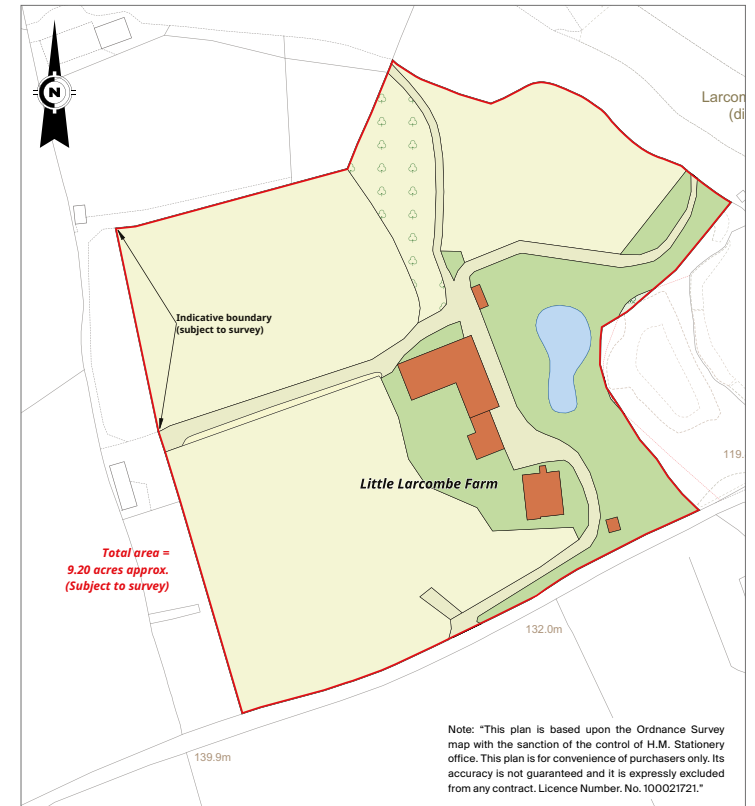 N
Larcom
(di
Indicative boundary
(subject to survey)
119.
Little Larcombe Farm
Total area =
9.20 acres approx.
(Subject to survey)
132.0m
139.9m
Note: “This plan is based upon the Ordnance Survey
map with the sanction of the control of H.M. Stationery
office. This plan is for convenience of purchasers only. Its
accuracy is not guaranteed and it is expressly excluded
from any contract. Licence Number. No. 100021721.”